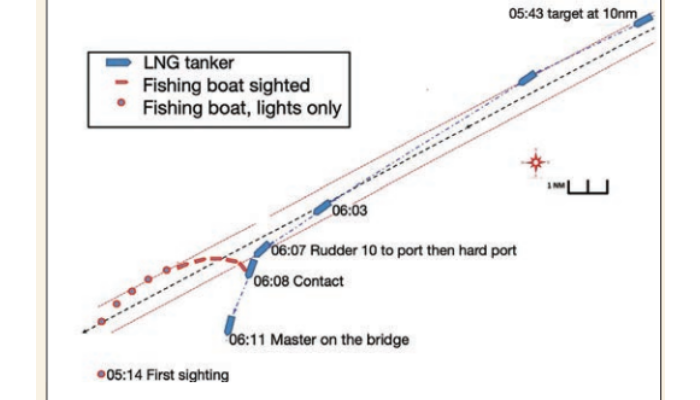 05:43 target at 10nm
LNG tanker
Fishing boat sighted
Fishing boat, lights only
1 NM
06:03
06:07 Rudder 10 to port then hard port
06:08 Contact
06:11 Master on the bridge
05:14 First sighting